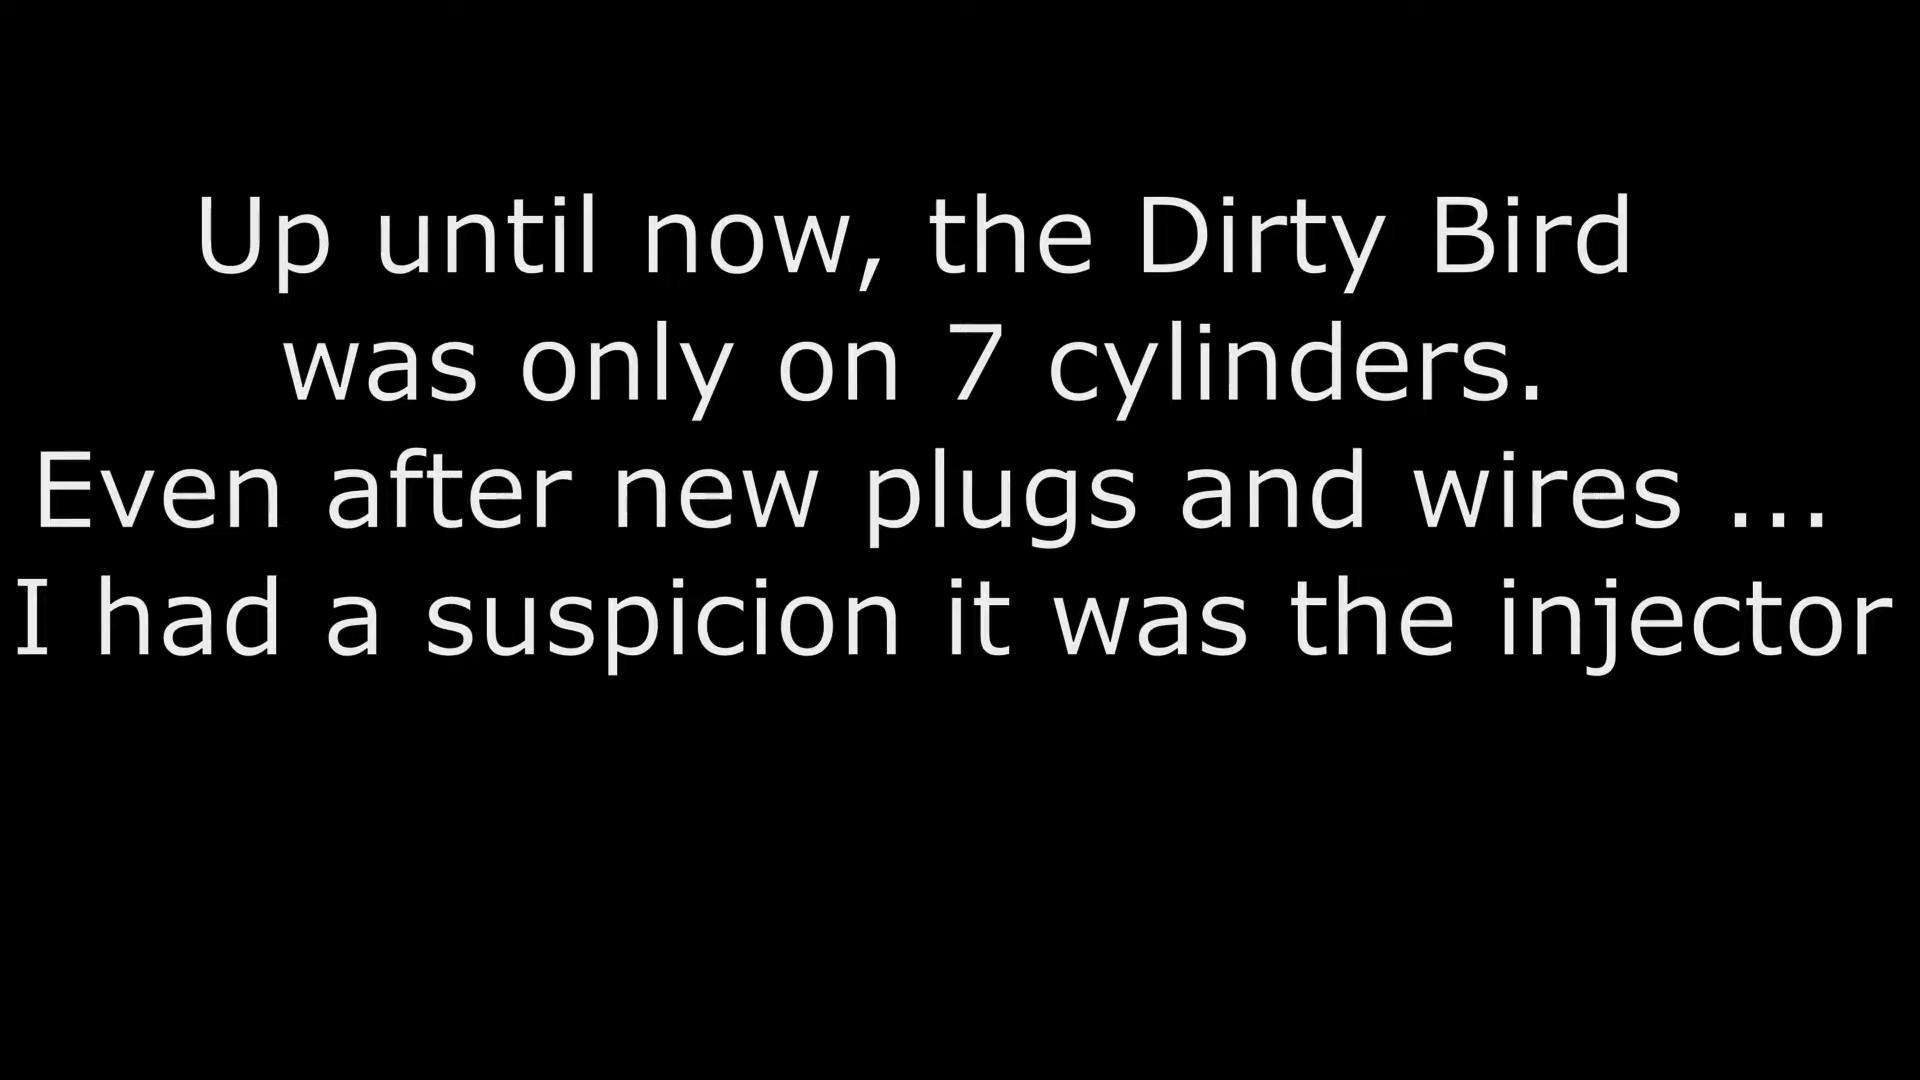 Up until now, the Dirty Bird
was only on 7 cylinders.
Even after new plugs and wires ...
I had a suspicion it was the injector